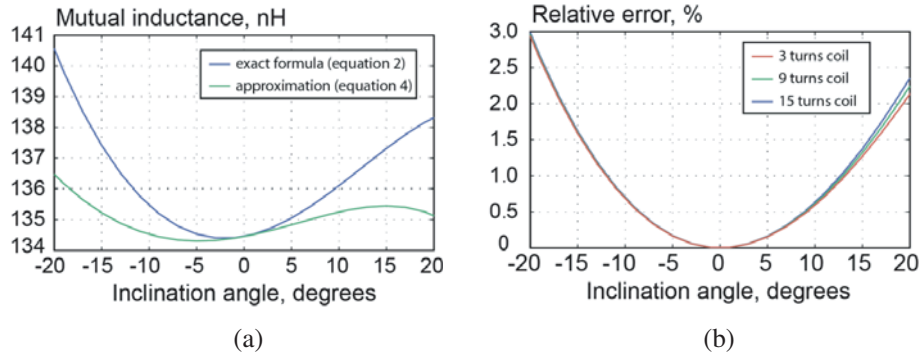 Mutual inductance, nH
141
140
139
138
137
136
135
134
133
exact formula (equation 2)
approximation (equation 4)
-20 -15 -10 -5 0 5 10 15 20
Inclination angle, degrees
(a)
Relative error, %
3.0
2.5
2.0
1.5
1.0
0.5
0
3 turns coil
9 turns coil
15 turns coil
-20 -15 -10 -5 0 5 10 15 20
Inclination angle, degrees
(b)